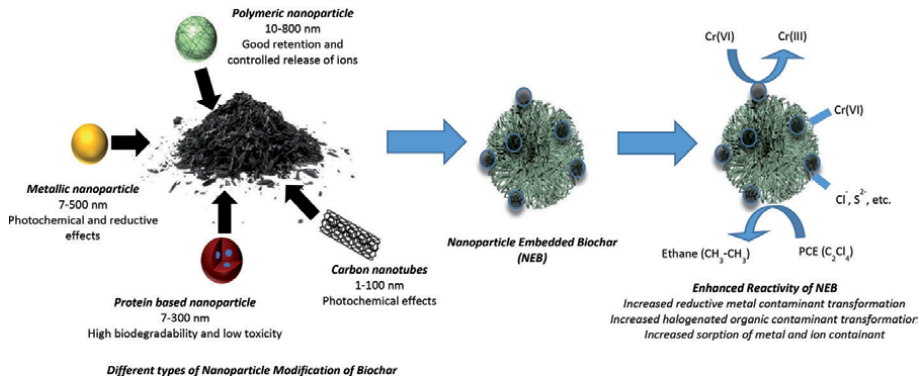 Polymeric nanoparticle
10-800 nm
Good retention and
controlled release of ions
Metallic nanoparticle
7-500 nm
Photochemical and reductive
effects
Protein based nanoparticle
7-300 nm
High biodegradability and low toxicity
Carbon nanotubes
1-100 nm
Photochemical effects
Different types of Nanoparticle Modification of Biochar
Nanoparticle Embedded Biochar
(NEB)
Cr(VI)
Cr(III)
Cr(VI)
Cl⁻, S²⁻, etc.
Ethane (CH₃-CH₃)
PCE (C₂Cl₄)
Enhanced Reactivity of NEB
Increased reductive metal contaminant transformation
Increased halogenated organic contaminant transformation:
Increased sorption of metal and ion containant